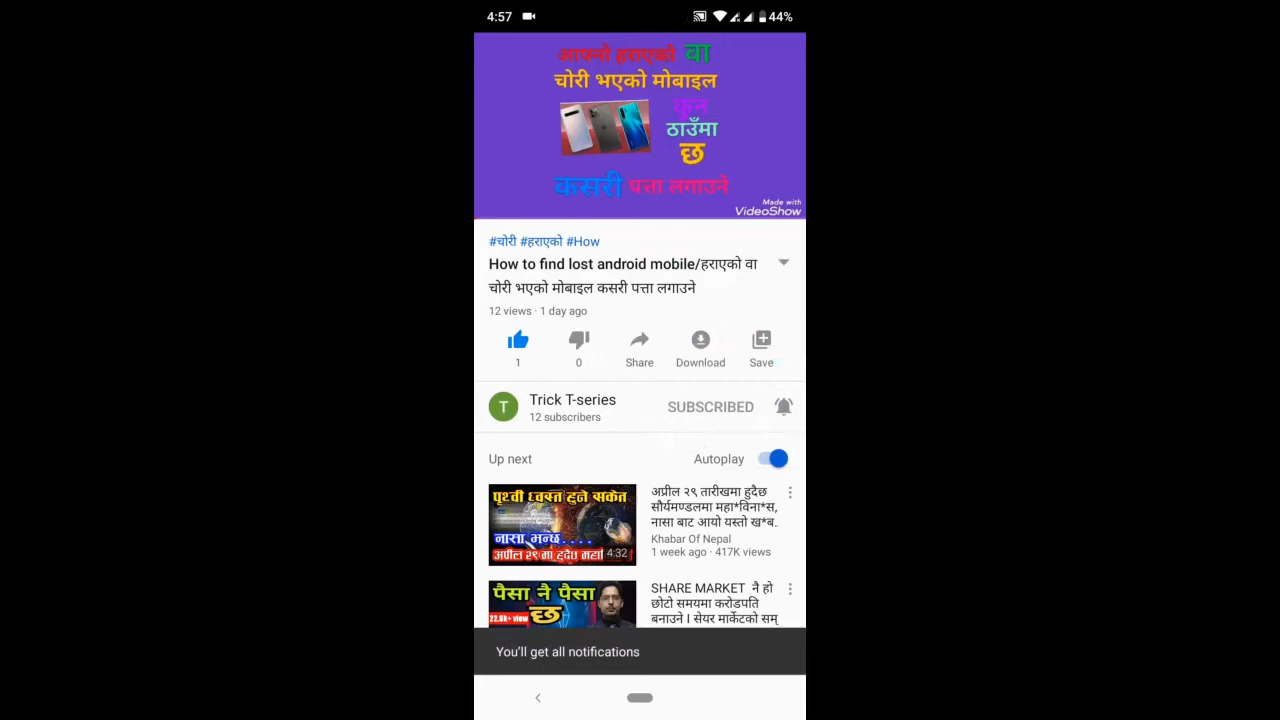 4:57
44%
आफ्नो हराएको वा
चोरी भएको मोबाइल
फून
ठाउँमा
छ
कसरी पत्ता लगाउने
Made with
VideoShow
#चोरी #हराएको #How
How to find lost android mobile/हराएको वा
चोरी भएको मोबाइल कसरी पत्ता लगाउने
12 views · 1 day ago
1
0
Share
Download
Save
T
Trick T-series
12 subscribers
SUBSCRIBED
Up next
Autoplay
पृथ्वी ध्वस्त हुने संकेत
नासा भन्छ....
अप्रील २९ मा हुदैछ महा
4:32
अप्रील २९ तारीखमा हुदैछ
सौर्यमण्डलमा महा*विना*स,
नासा बाट आयो यस्तो ख*ब..
Khabar Of Nepal
1 week ago · 417K views
पैसा नै पैसा
छ
22.6k+ view
SHARE MARKET नै हो
छोटो समयमा करोडपति
बनाउने । सेयर मार्केटको सम्
You'll get all notifications